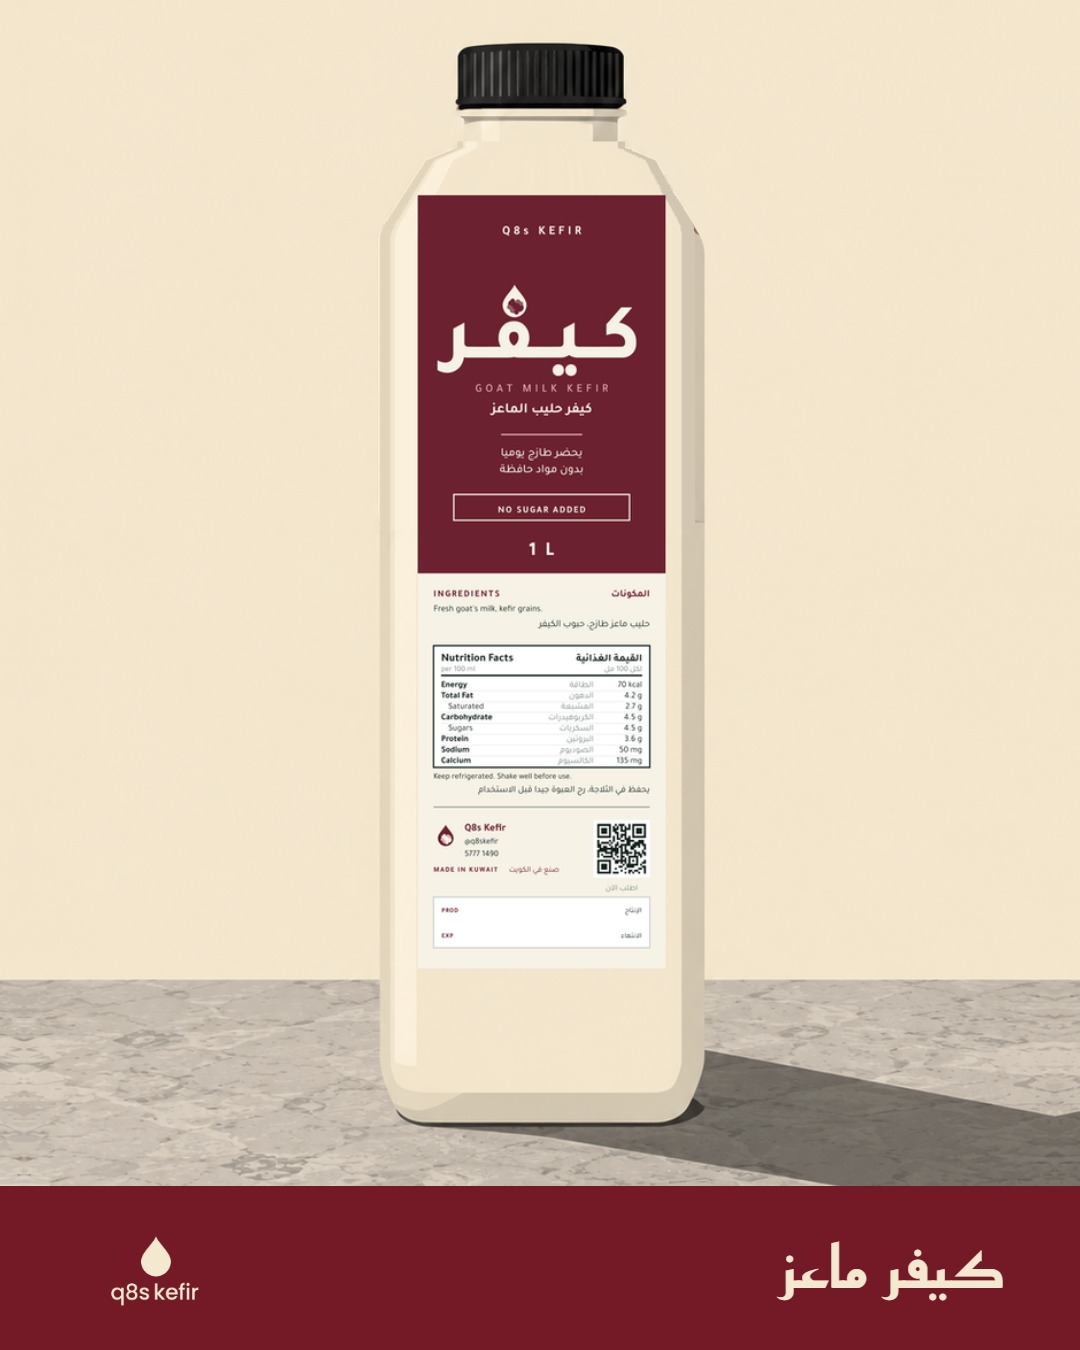 Q8s KEFIR
كيفر
GOAT MILK KEFIR
كيفر حليب الماعز
يحضر طازج يوميا
بدون مواد حافظة
NO SUGAR ADDED
1 L
INGREDIENTS المكونات
Fresh goat's milk, kefir grains.
حليب ماعز طازج، حبوب الكيفر
Nutrition Facts القيمة الغذائية
per 100 ml لكل 100 مل
Energy الطاقة 70 kcal
Total Fat الدهون 4.2 g
Saturated المشبعة 2.7 g
Carbohydrate الكربوهيدرات 4.5 g
Sugars السكريات 4.5 g
Protein البروتين 3.6 g
Sodium الصوديوم 50 mg
Calcium الكالسيوم 135 mg
Keep refrigerated. Shake well before use.
يحفظ في الثلاجة، رج العبوة جيدا قبل الاستخدام
Q8s Kefir
@q8skefir
5777 1490
MADE IN KUWAIT صنع في الكويت
اطلب الآن
PROD الإنتاج
EXP الانتهاء
q8s kefir
كيفر ماعز